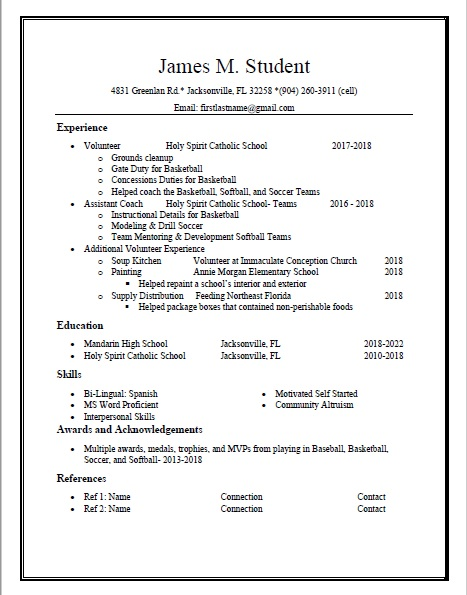 James M. Student
4831 Greenlan Rd.* Jacksonville, FL 32258 *(904) 260-3911 (cell)
Email: firstlastname@gmail.com
Experience
• Volunteer Holy Spirit Catholic School 2017-2018
o Grounds cleanup
o Gate Duty for Basketball
o Concessions Duties for Basketball
o Helped coach the Basketball, Softball, and Soccer Teams
• Assistant Coach Holy Spirit Catholic School- Teams 2016 - 2018
o Instructional Details for Basketball
o Modeling & Drill Soccer
o Team Mentoring & Development Softball Teams
• Additional Volunteer Experience
o Soup Kitchen Volunteer at Immaculate Conception Church 2018
o Painting Annie Morgan Elementary School 2018
▪ Helped repaint a school's interior and exterior
o Supply Distribution Feeding Northeast Florida 2018
▪ Helped package boxes that contained non-perishable foods
Education
• Mandarin High School Jacksonville, FL 2018-2022
• Holy Spirit Catholic School Jacksonville, FL 2010-2018
Skills
• Bi-Lingual: Spanish • Motivated Self Started
• MS Word Proficient • Community Altruism
• Interpersonal Skills
Awards and Acknowledgements
• Multiple awards, medals, trophies, and MVPs from playing in Baseball, Basketball,
Soccer, and Softball- 2013-2018
References
• Ref 1: Name Connection Contact
• Ref 2: Name Connection Contact